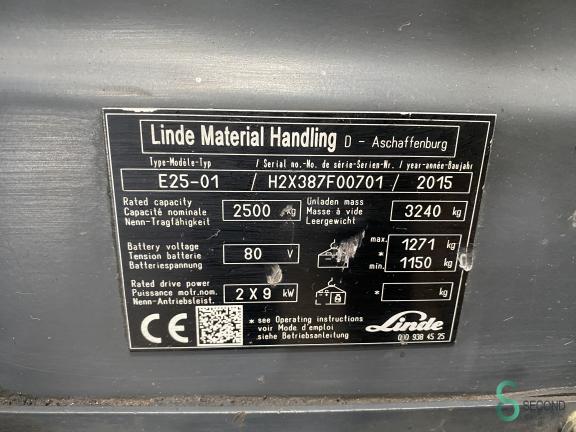 Linde Material Handling D - Aschaffenburg
Type-Modèle-Typ / Serial no.-No. de série-Serien-Nr. / year-année-Baujahr
E25-01 / H2X387F00701 / 2015
Rated capacity
Capacité nominale
Nenn-Tragfähigkeit
2500 kg
Unladen mass
Masse à vide
Leergewicht
3240 kg
Battery voltage
Tension batterie
Batteriespannung
80 V
max. 1271 kg
*
min. 1150 kg
Rated drive power
Puissance motr.nom.
Nenn-Antriebsleist.
2 X 9 kW
* kg
CE
* see Operating instructions
voir Mode d'emploi
siehe Betriebsanleitung
Linde
000 938 45 25
SECOND